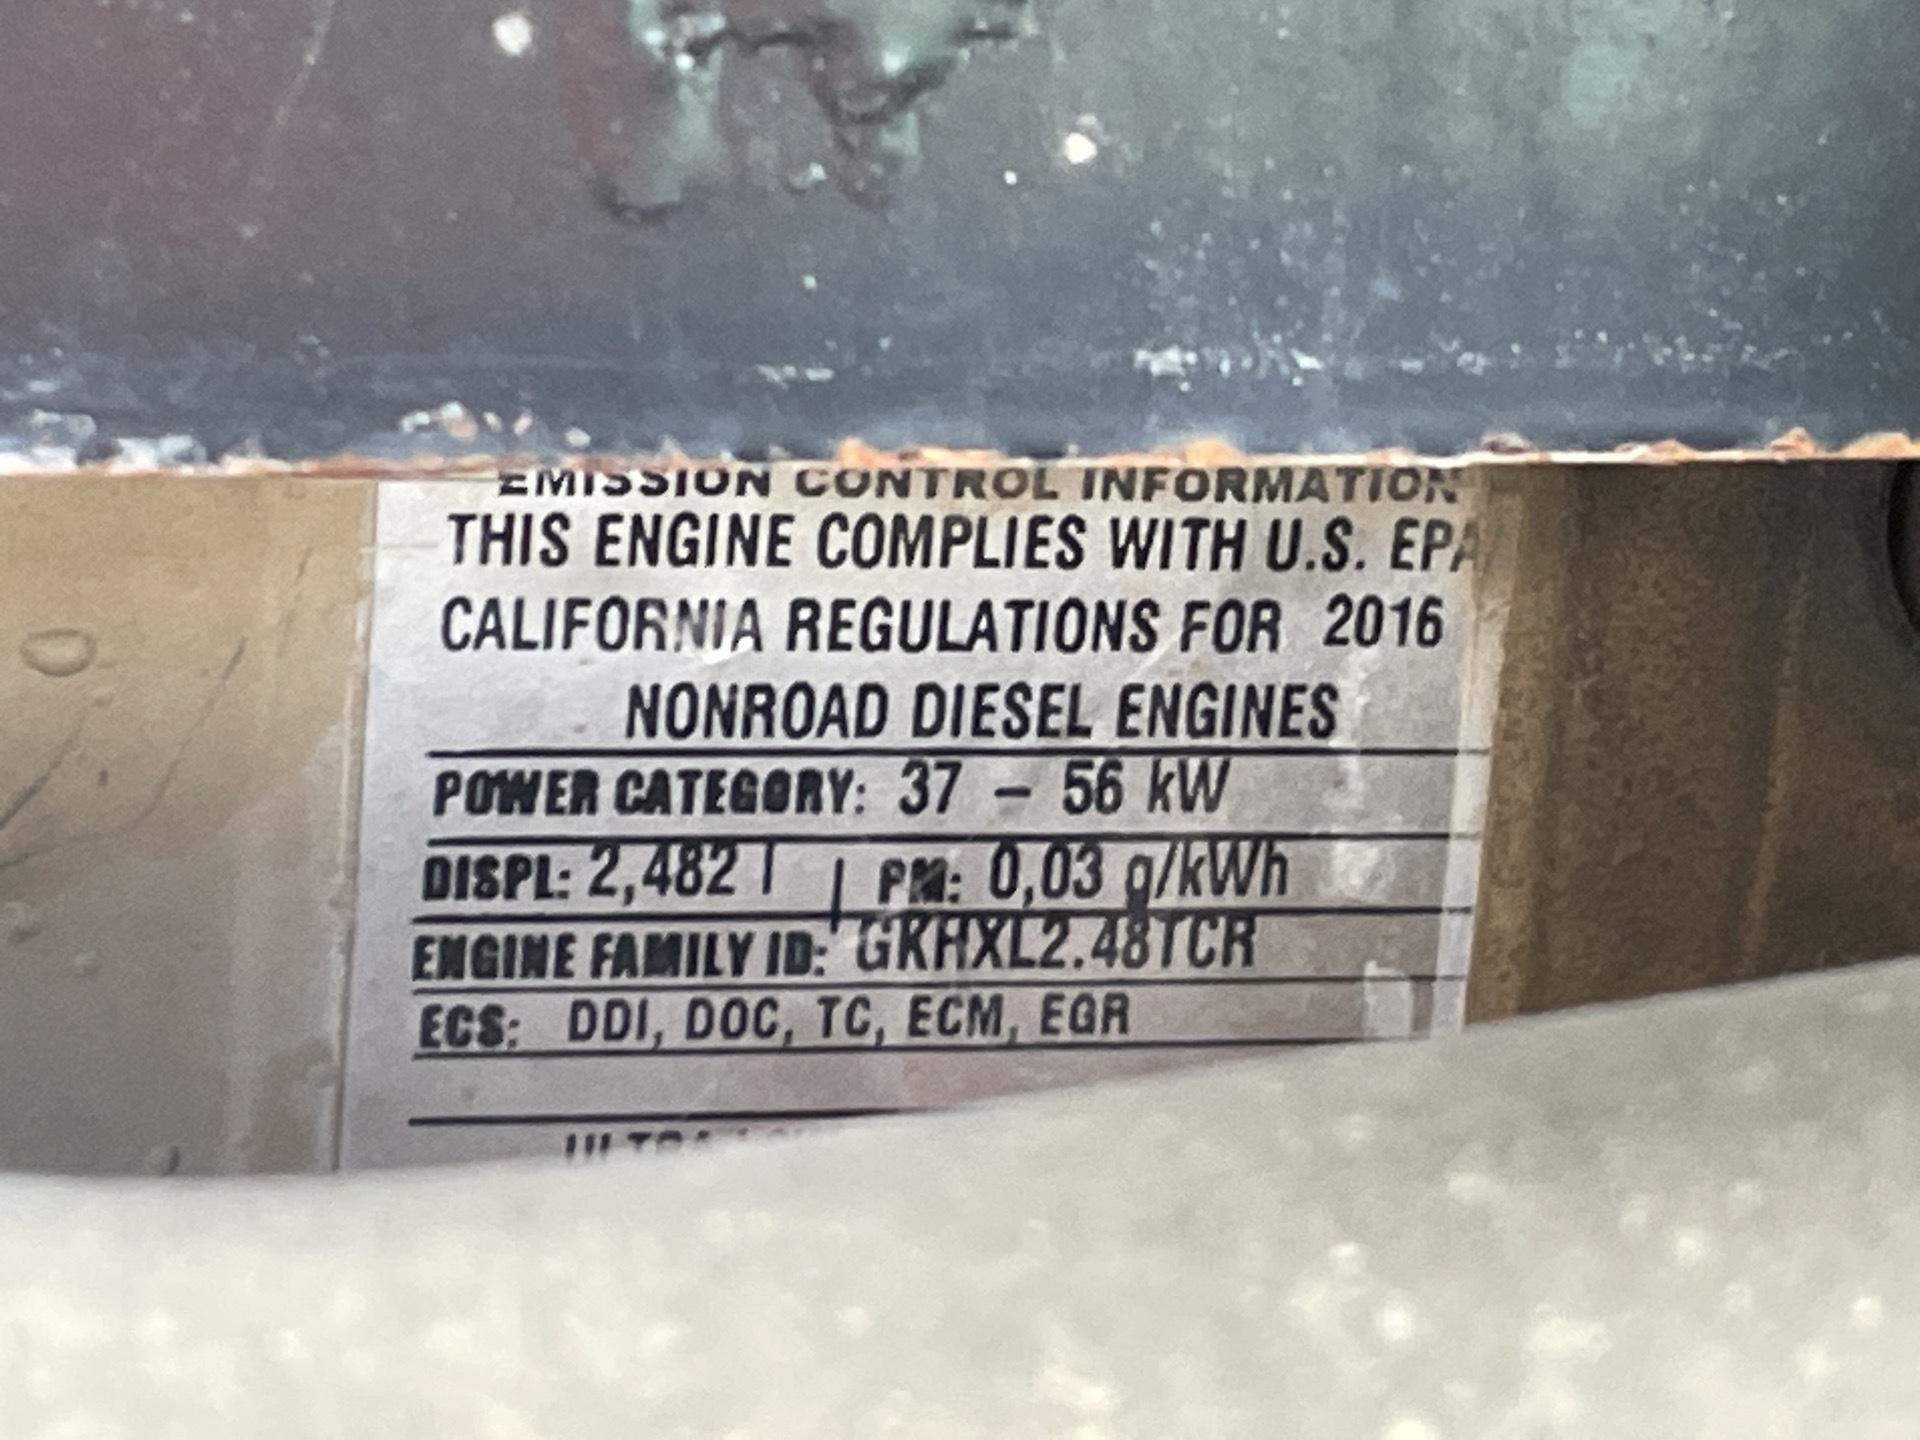 EMISSION CONTROL INFORMATION
THIS ENGINE COMPLIES WITH U.S. EPA
CALIFORNIA REGULATIONS FOR 2016
NONROAD DIESEL ENGINES
POWER CATEGORY: 37 – 56 kW
DISPL: 2,482 l | PM: 0,03 g/kWh
ENGINE FAMILY ID: GKHXL2.48TCR
ECS: DDI, DOC, TC, ECM, EGR
ULTRA